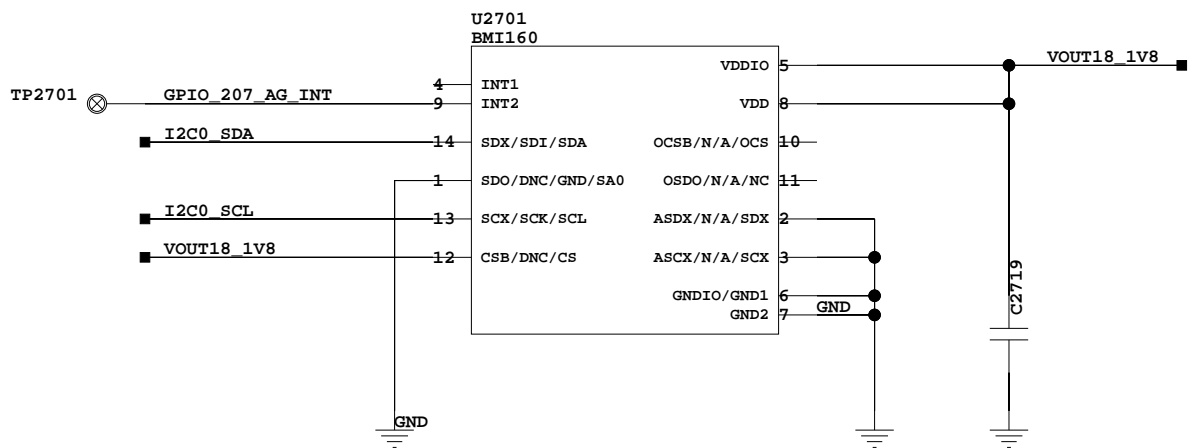 U2701
BMI160
VDDIO 5 VOUT18_1V8
4 INT1
VDD 8
TP2701 GPIO_207_AG_INT 9 INT2
I2C0_SDA 14 SDX/SDI/SDA OCSB/N/A/OCS 10
1 SDO/DNC/GND/SA0 OSDO/N/A/NC 11
I2C0_SCL 13 SCX/SCK/SCL ASDX/N/A/SDX 2
VOUT18_1V8 12 CSB/DNC/CS ASCX/N/A/SCX 3
C2719
GNDIO/GND1 6
GND2 7 GND
GND